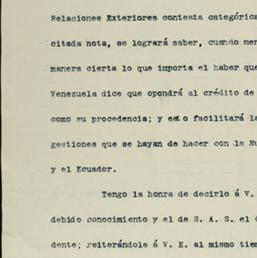 Relaciones Exteriores contesta categórica
citada nota, se logrará saber, cuando men
manera cierta lo que importa el haber que
Venezuela dice que opondrá al crédito de
como su procedencia; y esto facilitará la
gestiones que se hayan de hacer con la Nu
y el Ecuador.
Tengo la honra de decirlo á V.
debido conocimiento y el de S. A. S. el
dente; reiterándole á V. E. al mismo tiem